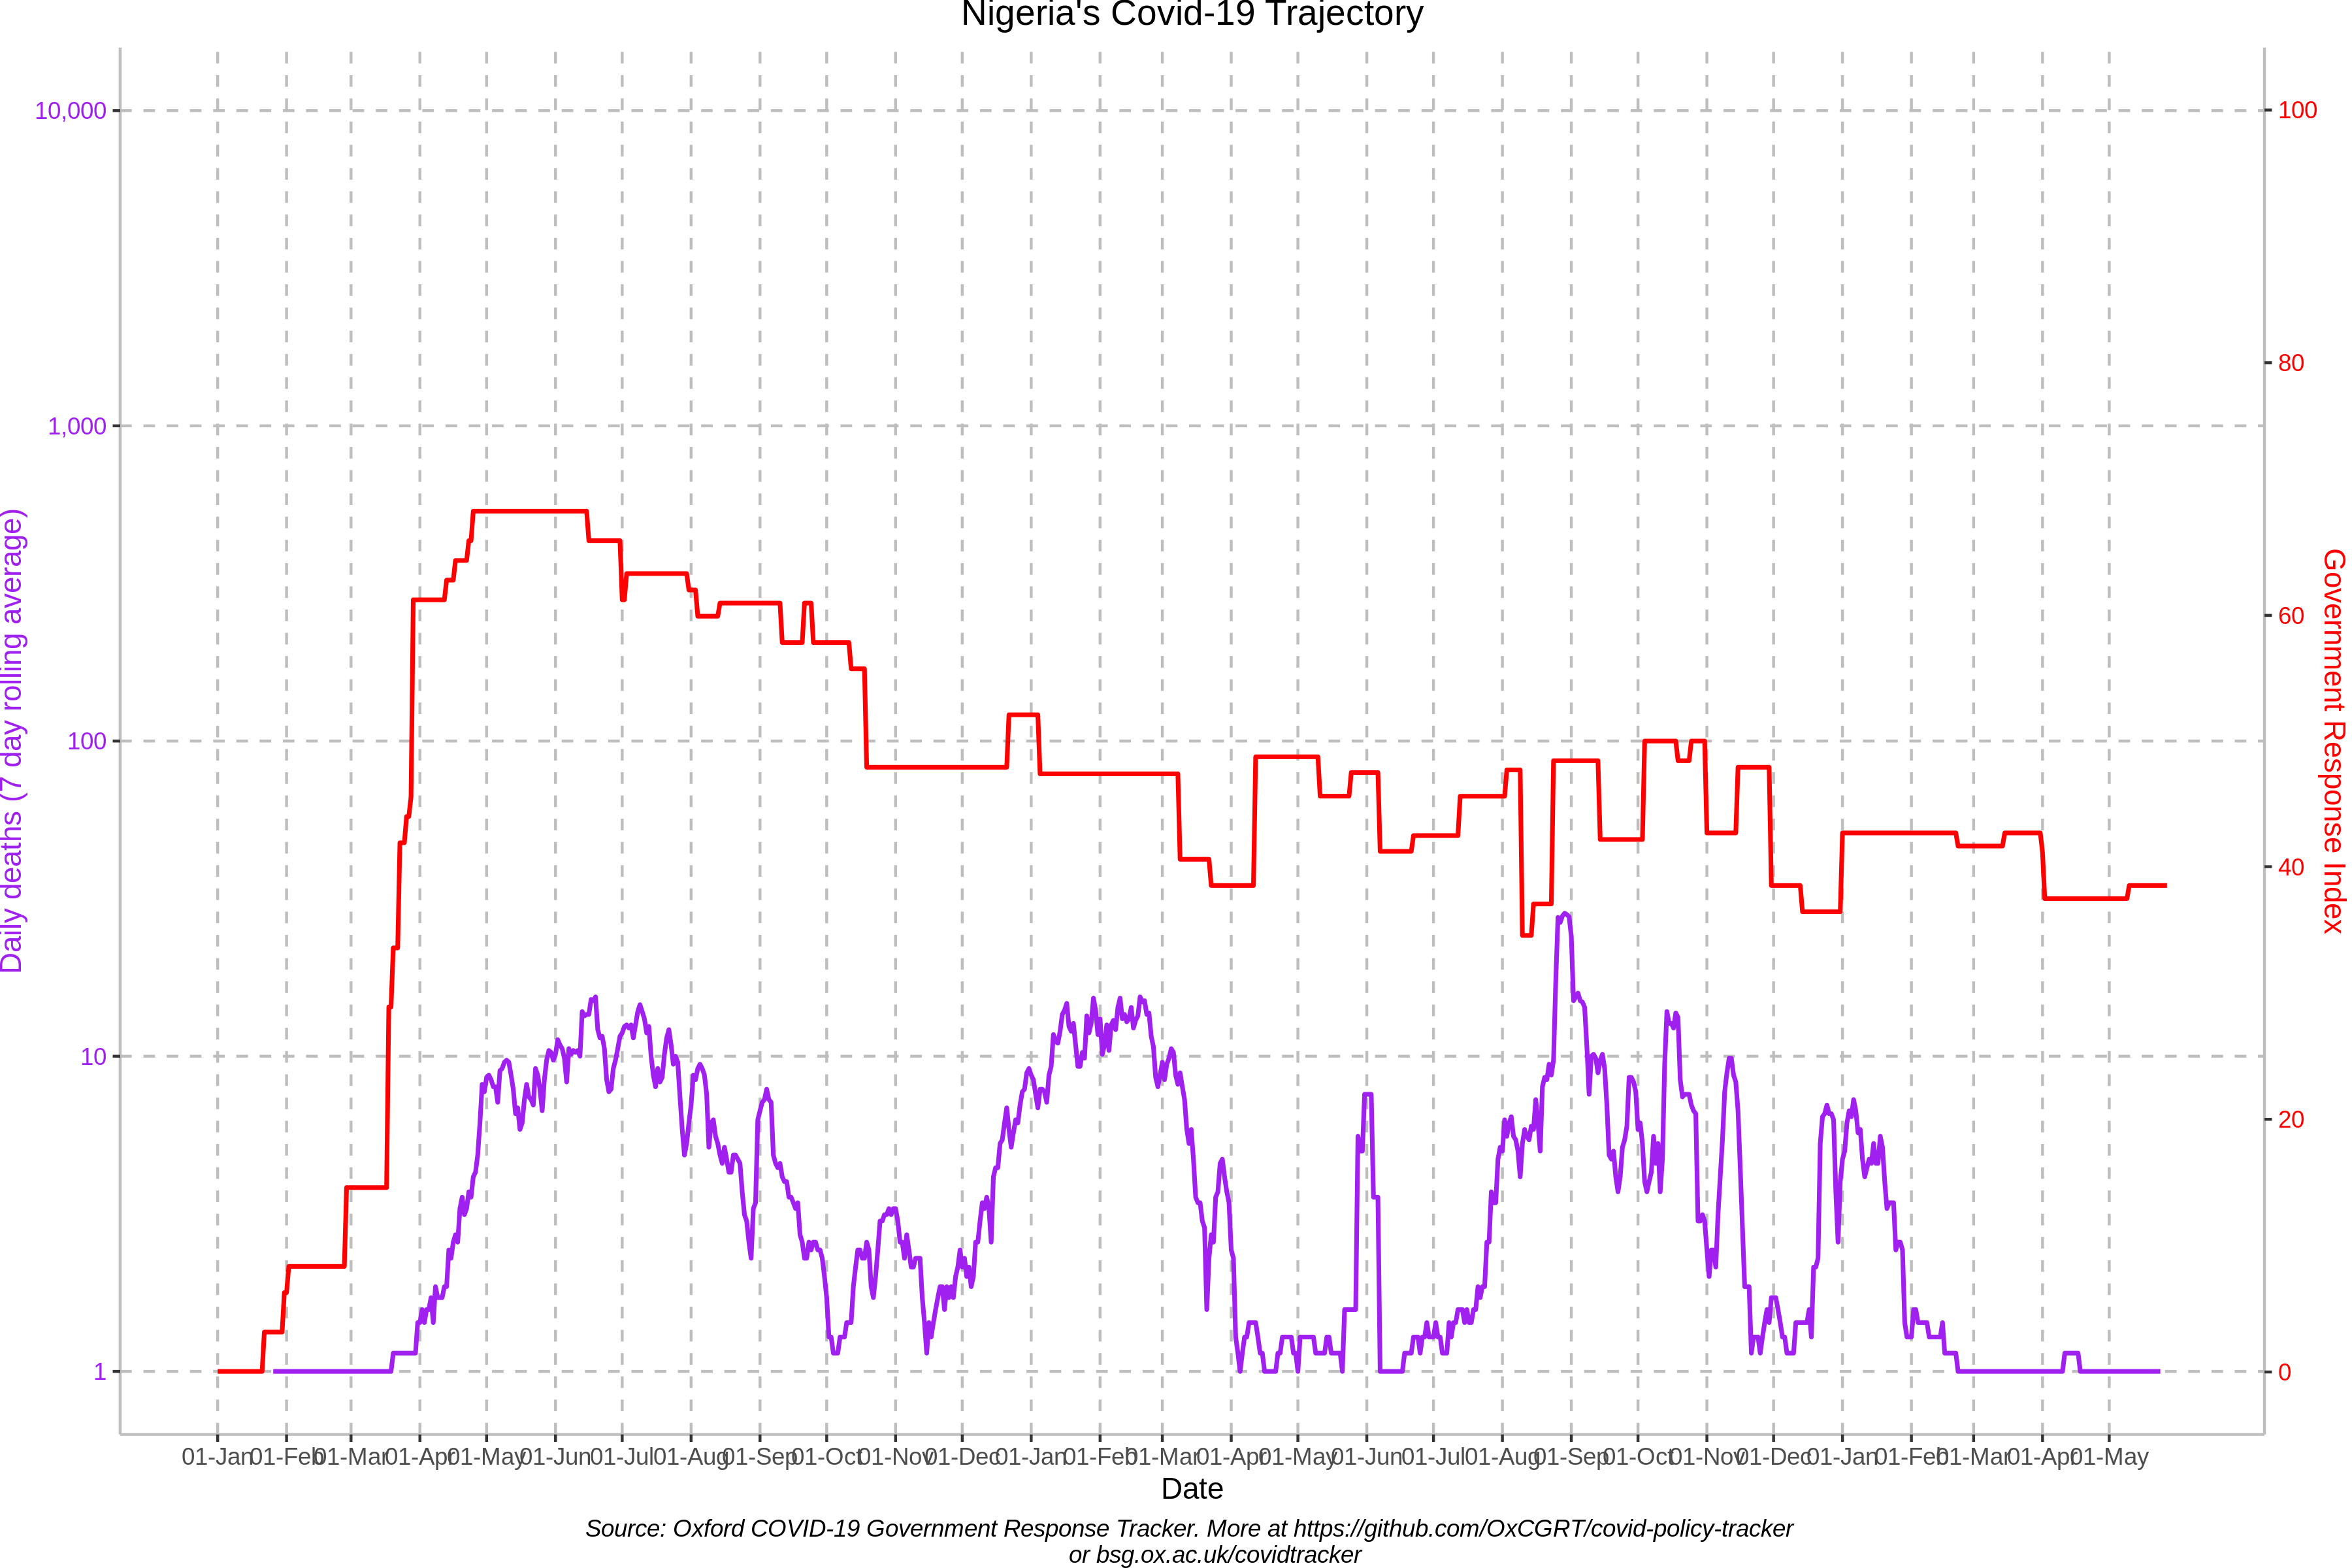 Nigeria's Covid-19 Trajectory
10,000
1,000
100
10
1
Daily deaths (7 day rolling average)
100
80
60
40
20
0
Government Response Index
01-Jan 01-Feb 01-Mar 01-Apr 01-May 01-Jun 01-Jul 01-Aug 01-Sep 01-Oct 01-Nov 01-Dec 01-Jan 01-Feb 01-Mar 01-Apr 01-May 01-Jun 01-Jul 01-Aug 01-Sep 01-Oct 01-Nov 01-Dec 01-Jan 01-Feb 01-Mar 01-Apr 01-May
Date
Source: Oxford COVID-19 Government Response Tracker. More at https://github.com/OxCGRT/covid-policy-tracker
or bsg.ox.ac.uk/covidtracker